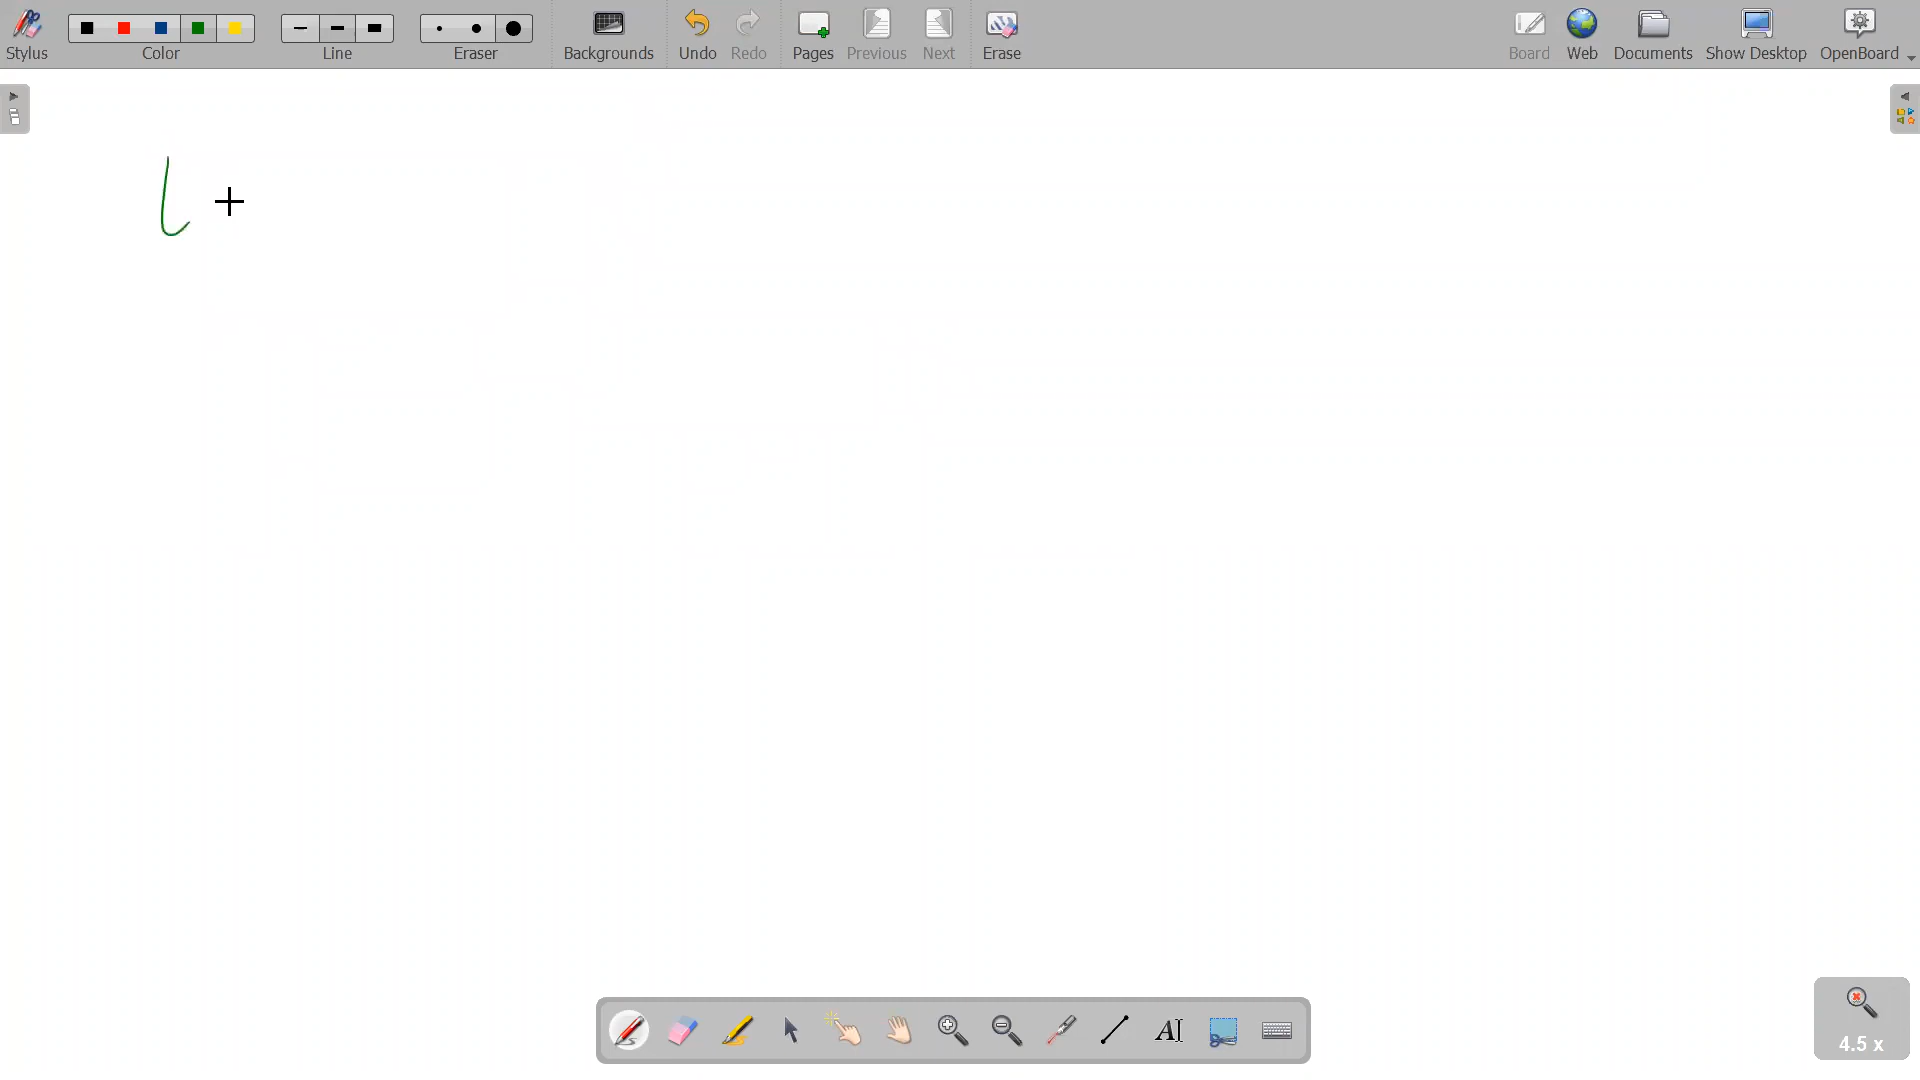 Stylus Color Line Eraser Backgrounds Undo Redo Pages Previous Next Erase Board Web Documents Show Desktop OpenBoard
l
AI
4.5 x